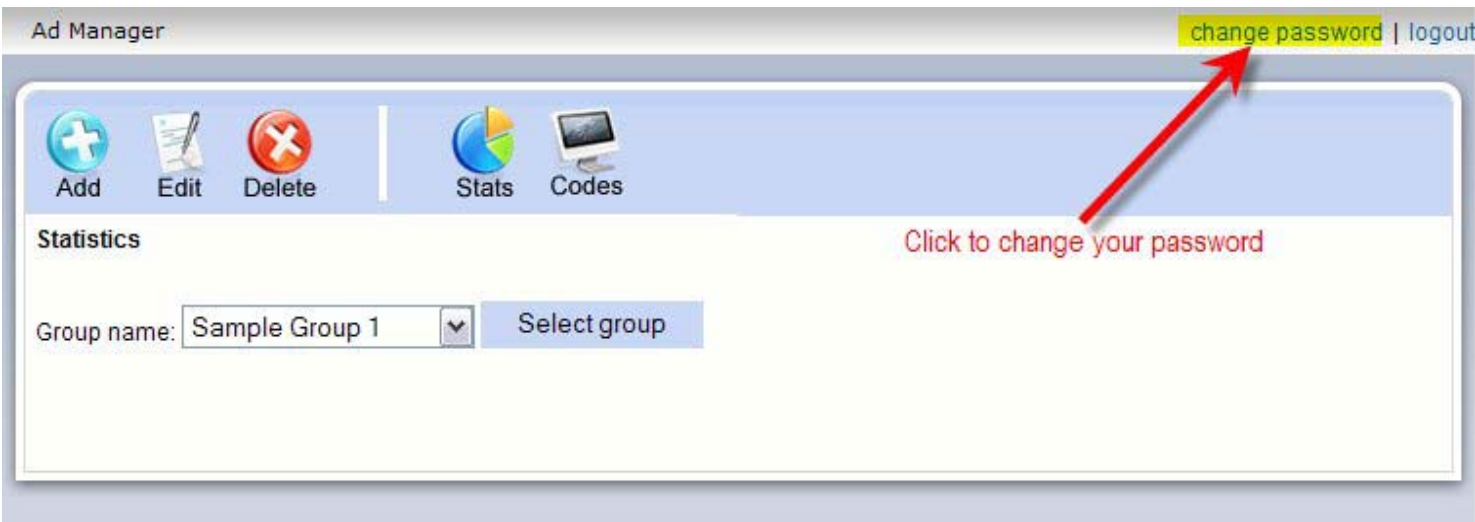 Ad Manager
change password | logout
Add Edit Delete Stats Codes
Statistics
Click to change your password
Group name: Sample Group 1 Select group